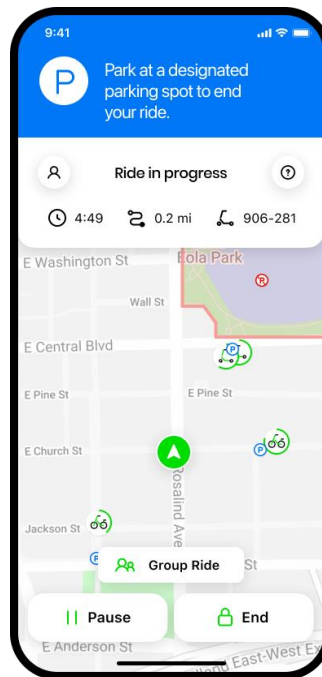 9:41
P
Park at a designated
parking spot to end
your ride.
Ride in progress
4:49
0.2 mi
906-281
E Washington St
Eola Park
Wall St
E Central Blvd
P
E Pine St
E Pine St
E Church St
P
Rosalind Ave
Jackson St
P
Group Ride
St
Pause
End
E Anderson St
East-West Ex